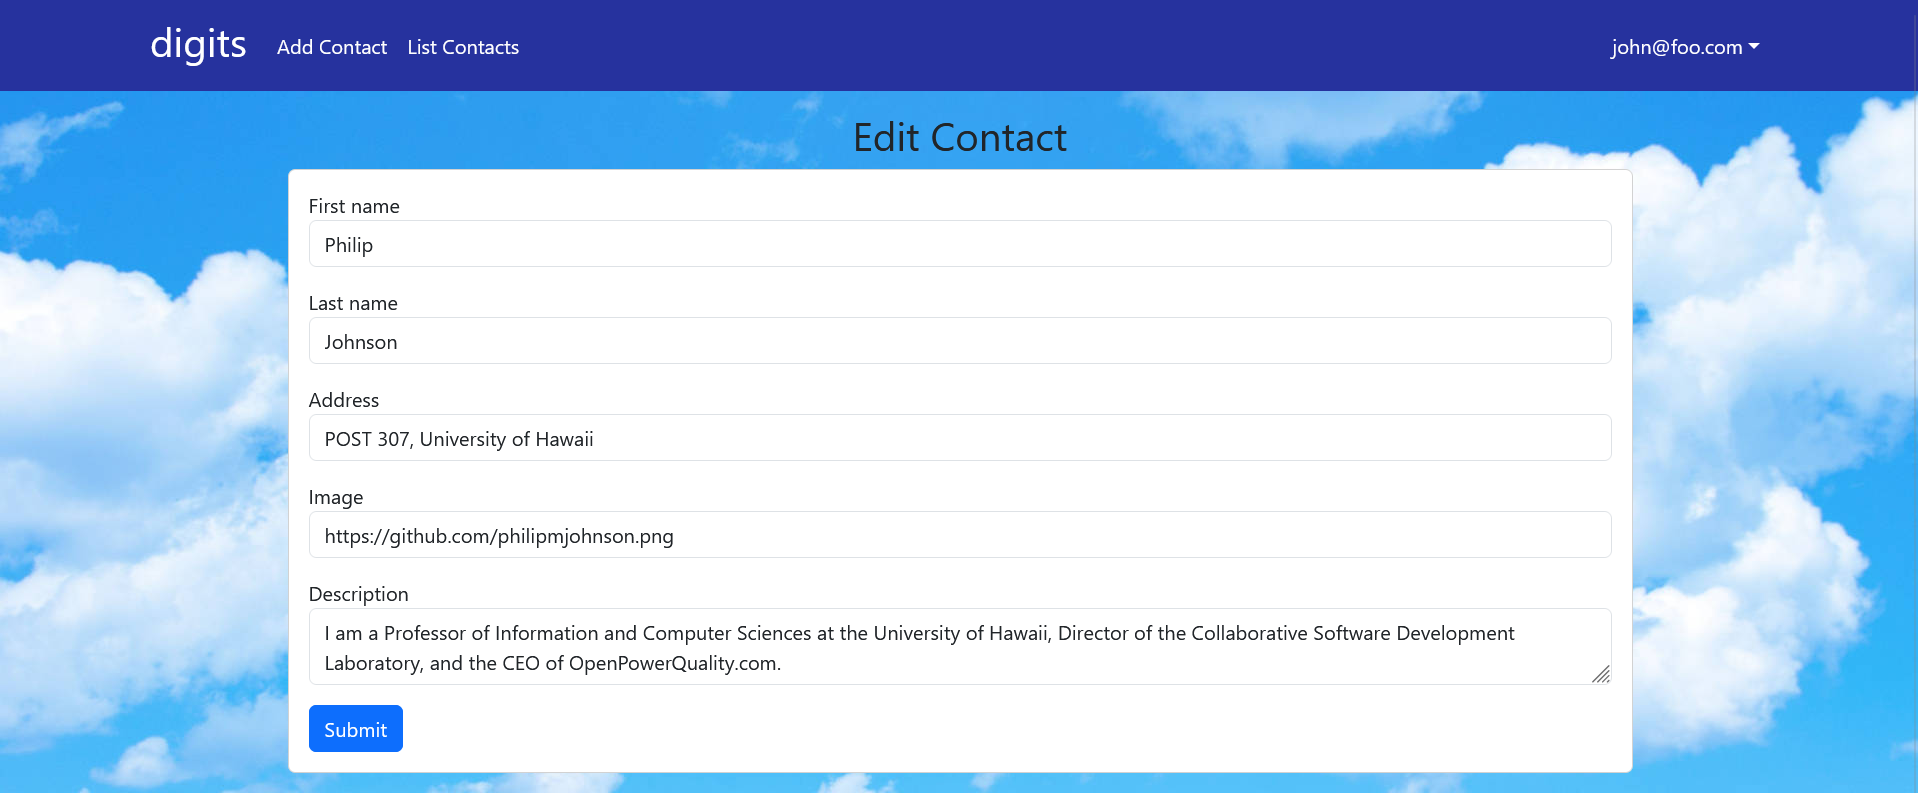 digits Add Contact List Contacts john@foo.com
Edit Contact
First name
Philip
Last name
Johnson
Address
POST 307, University of Hawaii
Image
https://github.com/philipmjohnson.png
Description
I am a Professor of Information and Computer Sciences at the University of Hawaii, Director of the Collaborative Software Development
Laboratory, and the CEO of OpenPowerQuality.com.
Submit